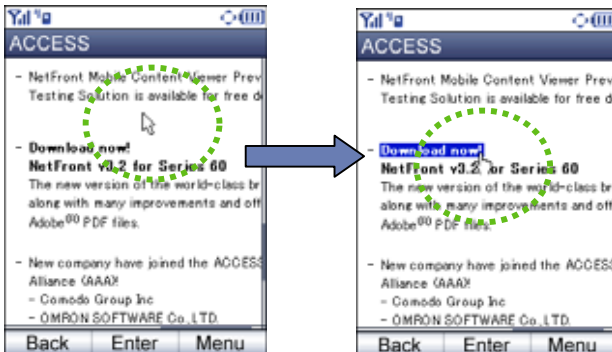 ACCESS
- NetFront Mobile Content Viewer Prev
Testing Solution is available for free d
- Download now!
NetFront v3.2 for Series 60
The new version of the world-class br
along with many improvements and off
Adobe(R) PDF files.
- New company have joined the ACCESS
Alliance (AAA)!
- Comodo Group Inc
- OMRON SOFTWARE Co.,LTD.
Back Enter Menu
ACCESS
- NetFront Mobile Content Viewer Prev
Testing Solution is available for free d
- Download now!
NetFront v3.2 for Series 60
The new version of the world-class br
along with many improvements and off
Adobe(R) PDF files.
- New company have joined the ACCESS
Alliance (AAA)!
- Comodo Group Inc
- OMRON SOFTWARE Co.,LTD.
Back Enter Menu